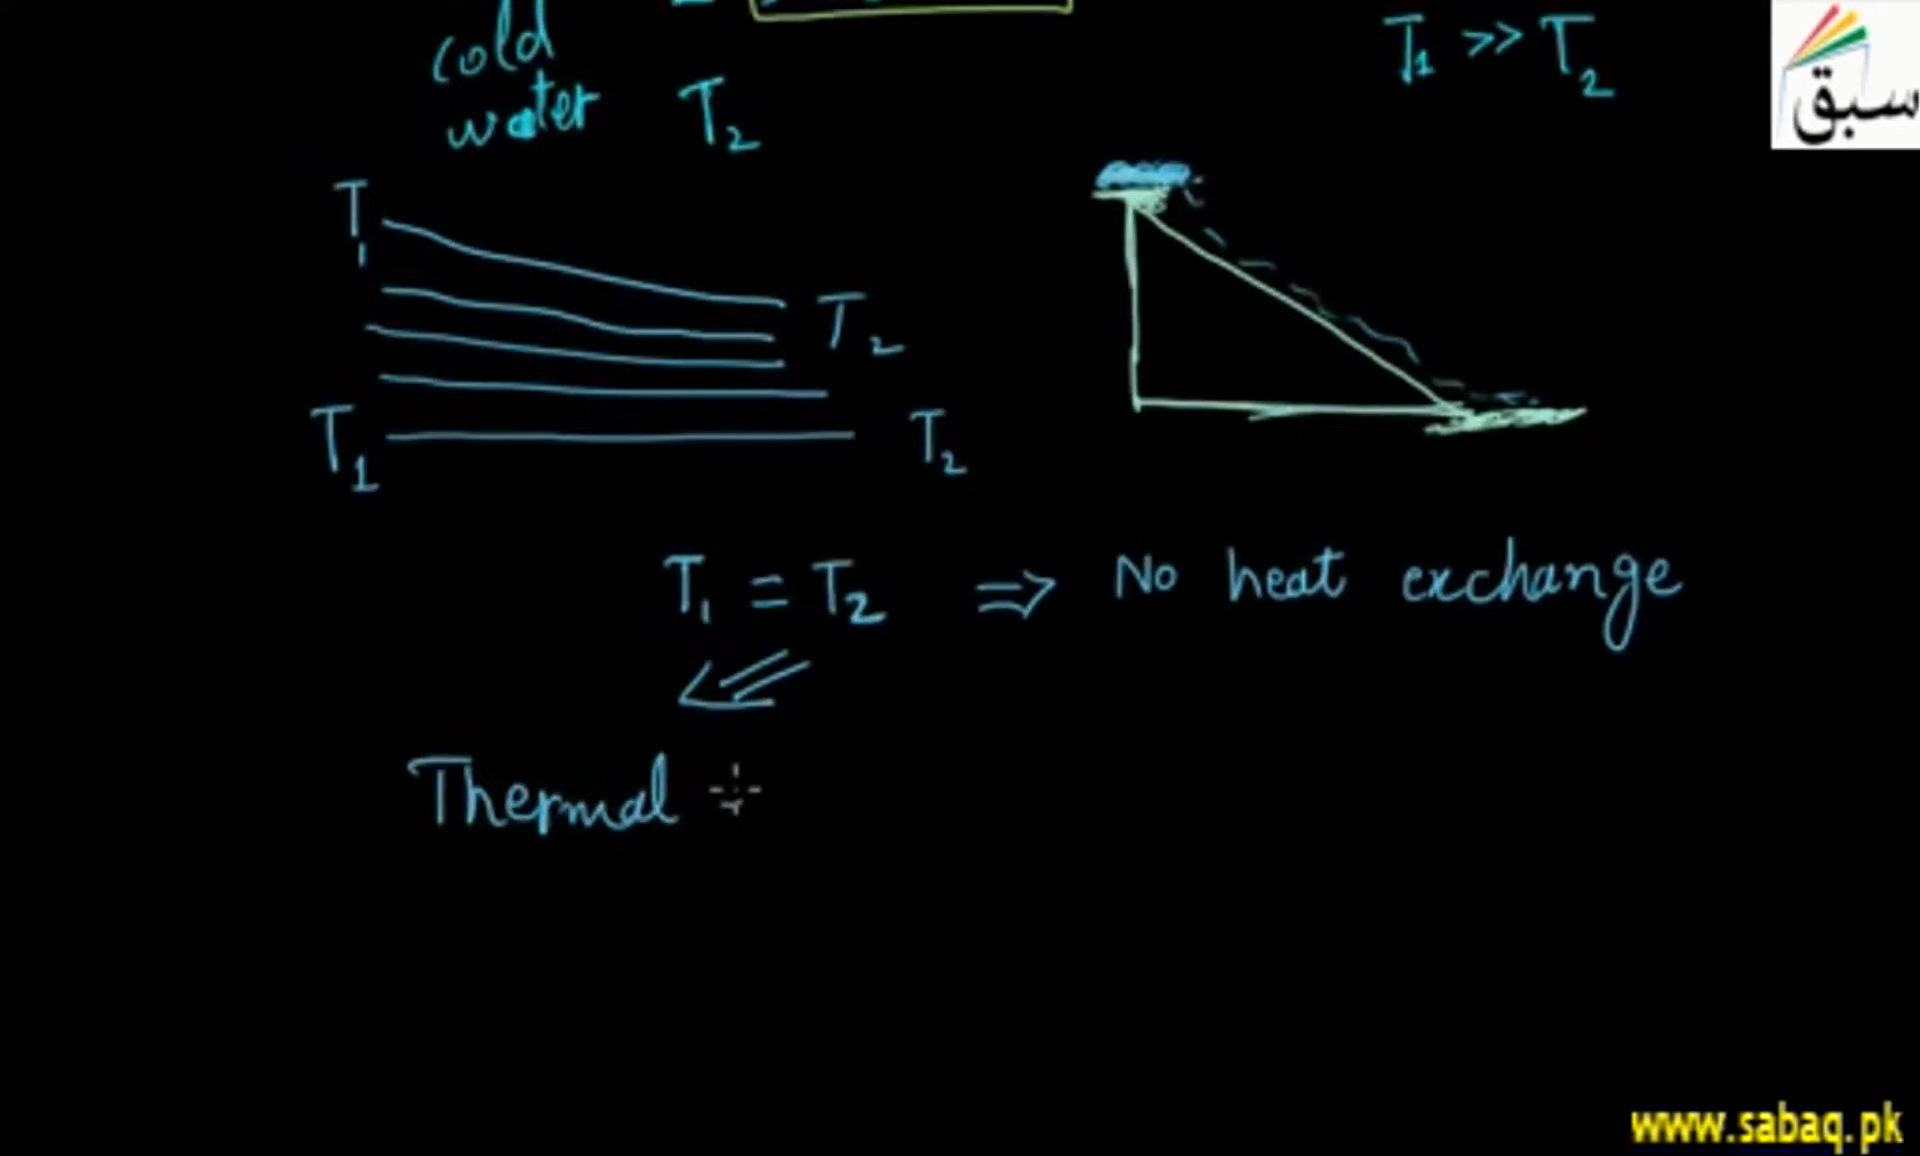 cold
T₁ >> T₂
water T₂
سبق
T₁
T₂
T₁ T₂
T₁ = T₂ ⇒ No heat exchange
Thermal
www.sabaq.pk